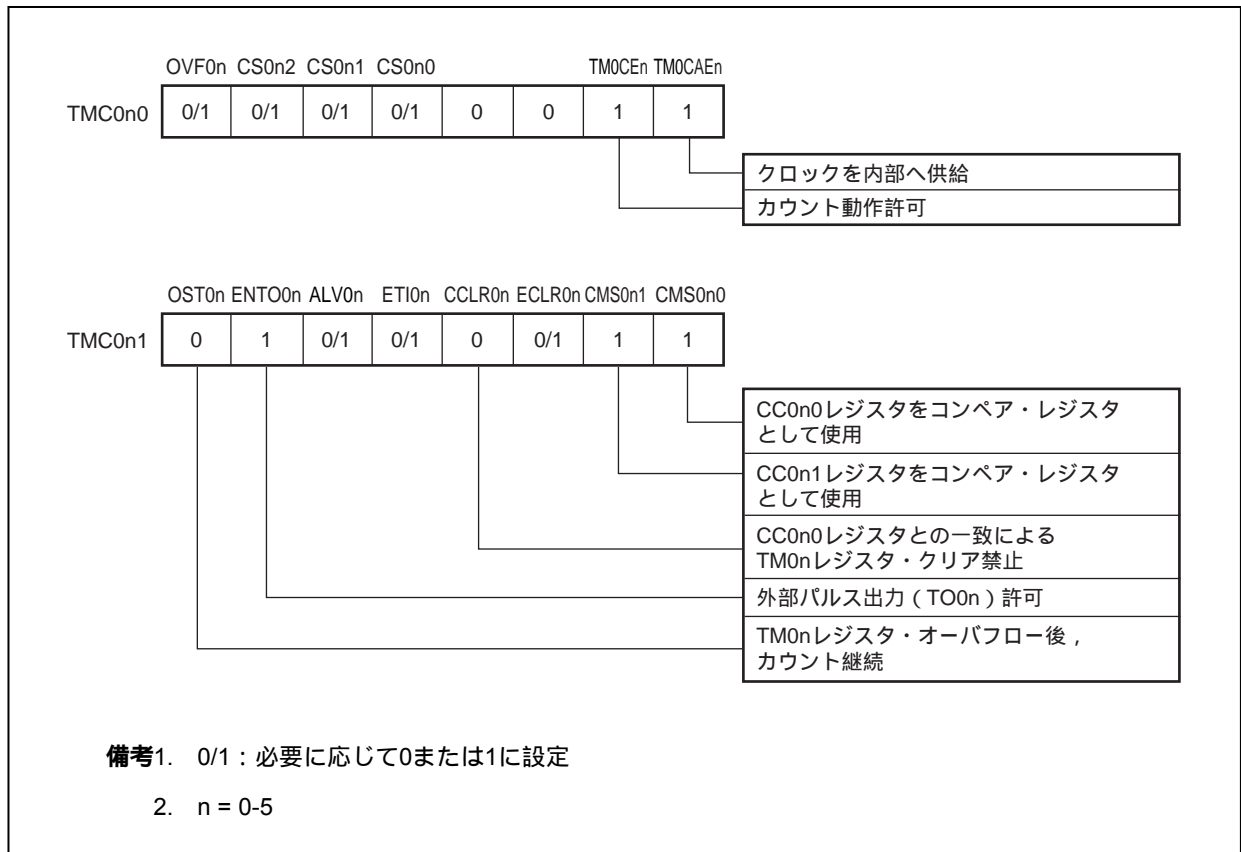 OVF0n CS0n2 CS0n1 CS0n0 TM0CEn TM0CAEn
TMC0n0 0/1 0/1 0/1 0/1 0 0 1 1
クロックを内部へ供給
カウント動作許可
OST0n ENTO0n ALV0n ETI0n CCLR0n ECLR0n CMS0n1 CMS0n0
TMC0n1 0 1 0/1 0/1 0 0/1 1 1
CC0n0レジスタをコンペア・レジスタ
として使用
CC0n1レジスタをコンペア・レジスタ
として使用
CC0n0レジスタとの一致による
TM0nレジスタ・クリア禁止
外部パルス出力（TO0n）許可
TM0nレジスタ・オーバフロー後，
カウント継続
備考1. 0/1：必要に応じて0または1に設定
2. n = 0-5